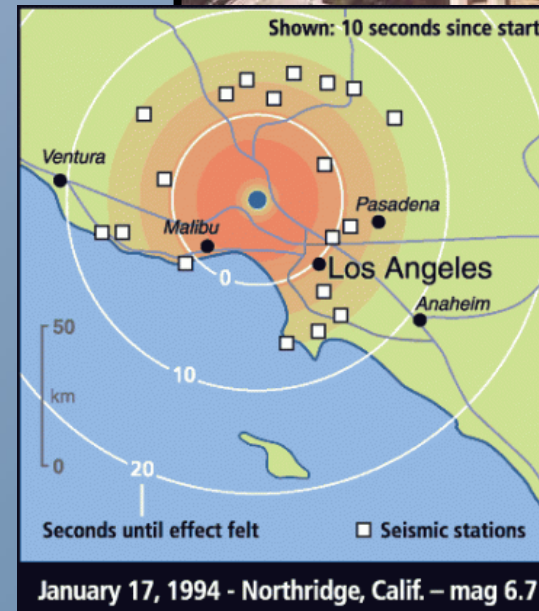 Shown: 10 seconds since start
Ventura
Pasadena
Malibu
0
Los Angeles
Anaheim
50
10
km
0
20
Seconds until effect felt
Seismic stations
January 17, 1994 - Northridge, Calif. – mag 6.7